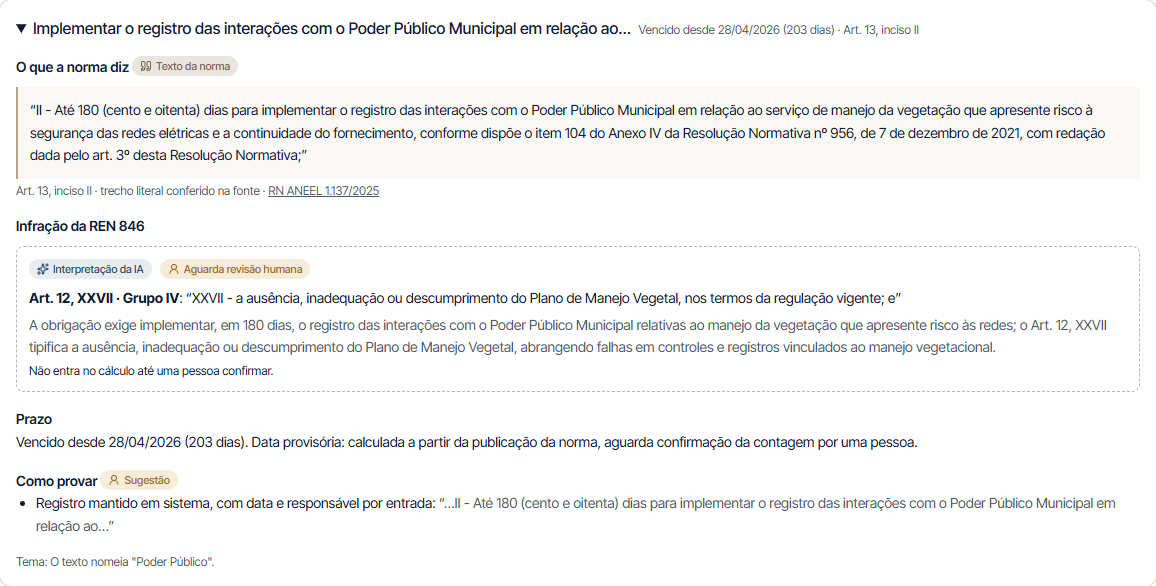 ▼ Implementar o registro das interações com o Poder Público Municipal em relação ao... Vencido desde 28/04/2026 (203 dias) · Art. 13, inciso II
O que a norma diz Texto da norma
“II - Até 180 (cento e oitenta) dias para implementar o registro das interações com o Poder Público Municipal em relação ao serviço de manejo da vegetação que apresente risco à
segurança das redes elétricas e a continuidade do fornecimento, conforme dispõe o item 104 do Anexo IV da Resolução Normativa nº 956, de 7 de dezembro de 2021, com redação
dada pelo art. 3º desta Resolução Normativa;”
Art. 13, inciso II · trecho literal conferido na fonte · RN ANEEL 1.137/2025
Infração da REN 846
Interpretação da IA Aguarda revisão humana
Art. 12, XXVII · Grupo IV: “XXVII - a ausência, inadequação ou descumprimento do Plano de Manejo Vegetal, nos termos da regulação vigente; e”
A obrigação exige implementar, em 180 dias, o registro das interações com o Poder Público Municipal relativas ao manejo da vegetação que apresente risco às redes; o Art. 12, XXVII
tipifica a ausência, inadequação ou descumprimento do Plano de Manejo Vegetal, abrangendo falhas em controles e registros vinculados ao manejo vegetacional.
Não entra no cálculo até uma pessoa confirmar.
Prazo
Vencido desde 28/04/2026 (203 dias). Data provisória: calculada a partir da publicação da norma, aguarda confirmação da contagem por uma pessoa.
Como provar Sugestão
• Registro mantido em sistema, com data e responsável por entrada: “...II - Até 180 (cento e oitenta) dias para implementar o registro das interações com o Poder Público Municipal em
relação ao...”
Tema: O texto nomeia "Poder Público".